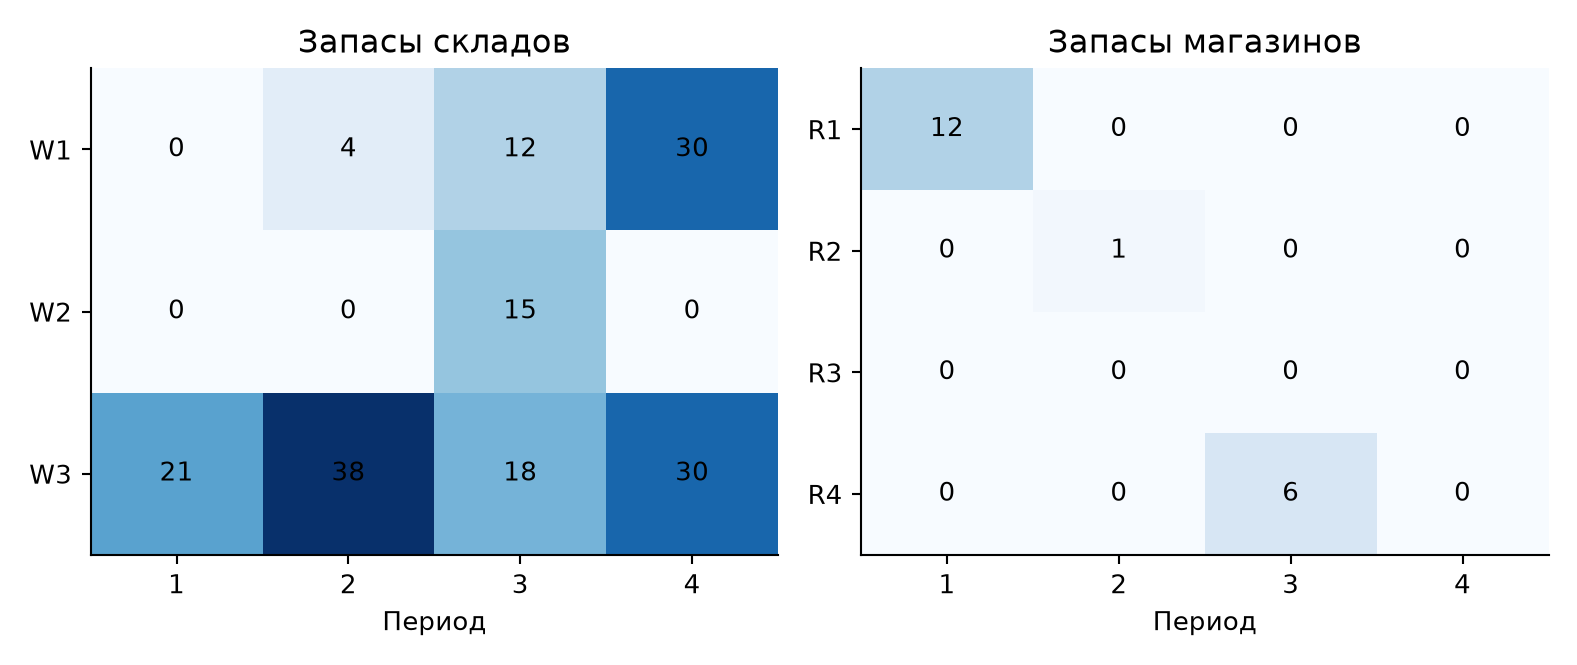 Запасы складов
W1 0 4 12 30
W2 0 0 15 0
W3 21 38 18 30
1 2 3 4
Период
Запасы магазинов
R1 12 0 0 0
R2 0 1 0 0
R3 0 0 0 0
R4 0 0 6 0
1 2 3 4
Период